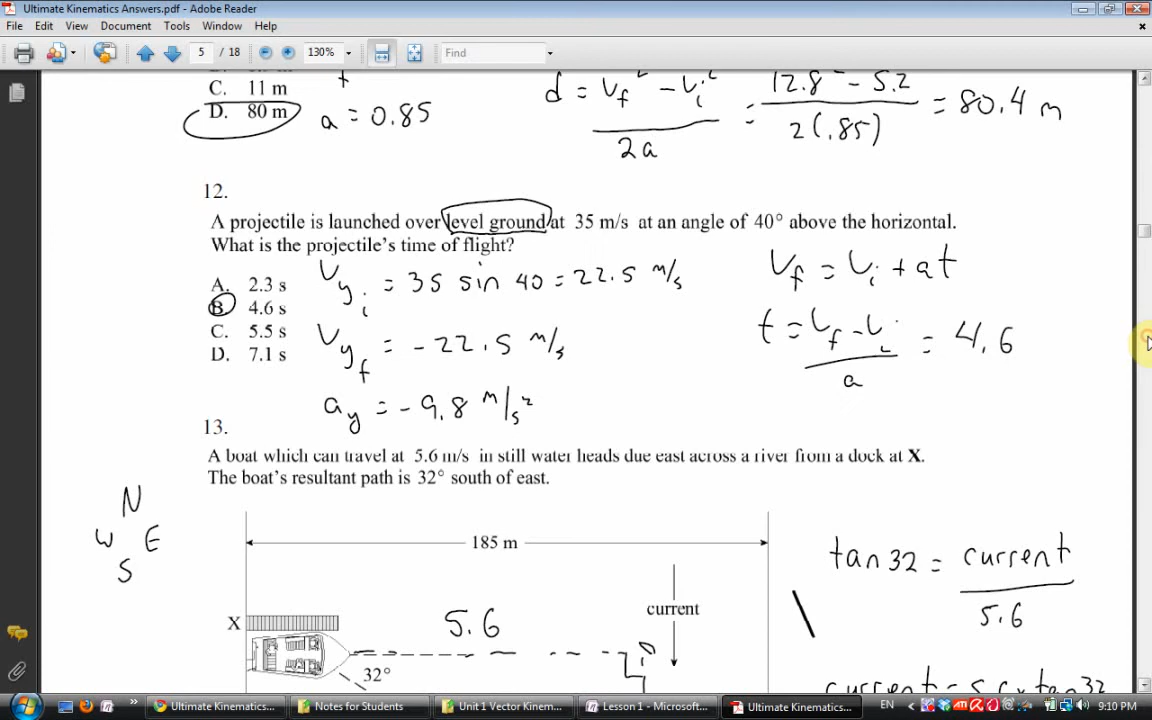 Ultimate Kinematics Answers.pdf - Adobe Reader
File Edit View Document Tools Window Help
5 / 18 130% Find
C. 11 m
D. 80 m
a = 0.85
d = Vf² - Vi² / 2a = 12.8² - 5.2 / 2(.85) = 80.4 m
12.
A projectile is launched over level ground at 35 m/s at an angle of 40° above the horizontal.
What is the projectile's time of flight?
A. 2.3 s
B. 4.6 s
C. 5.5 s
D. 7.1 s
Vyi = 35 sin 40 = 22.5 m/s
Vyf = -22.5 m/s
ay = -9.8 m/s²
Vf = Vi + at
t = Vf - Vi / a = 4.6
13.
A boat which can travel at 5.6 m/s in still water heads due east across a river from a dock at X.
The boat's resultant path is 32° south of east.
N
W E
S
185 m
X
5.6
current
32°
tan 32 = current / 5.6
current = 5.6 x tan 32
Ultimate Kinematics... Notes for Students Unit 1 Vector Kinem... Lesson 1 - Microsoft... Ultimate Kinematics... EN 9:10 PM